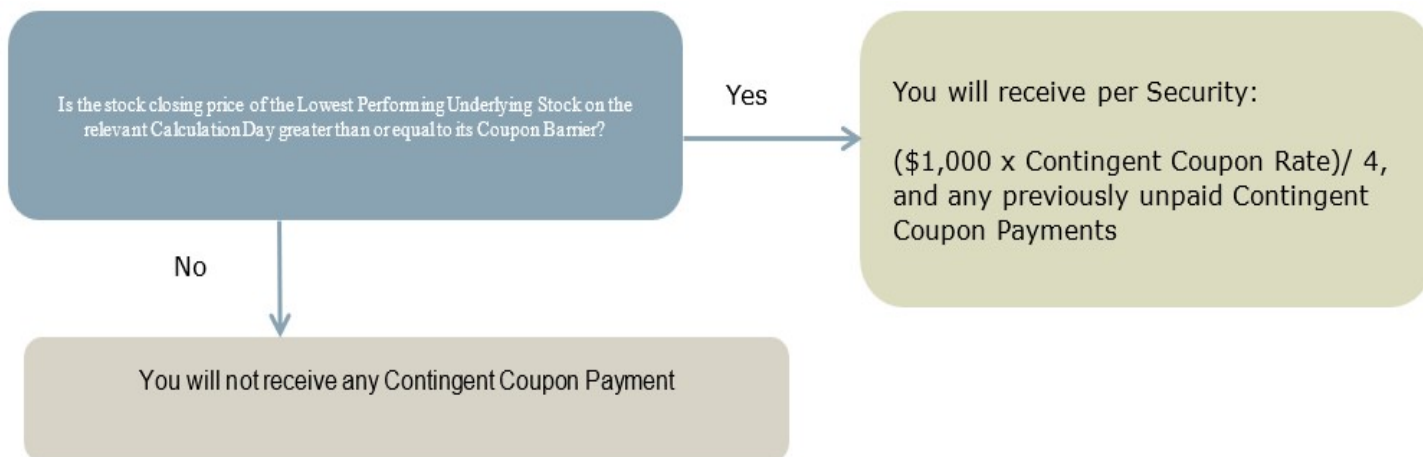 Is the stock closing price of the Lowest Performing Underlying Stock on the
relevant Calculation Day greater than or equal to its Coupon Barrier?
Yes
You will receive per Security:
($1,000 x Contingent Coupon Rate)/ 4,
and any previously unpaid Contingent
Coupon Payments
No
You will not receive any Contingent Coupon Payment